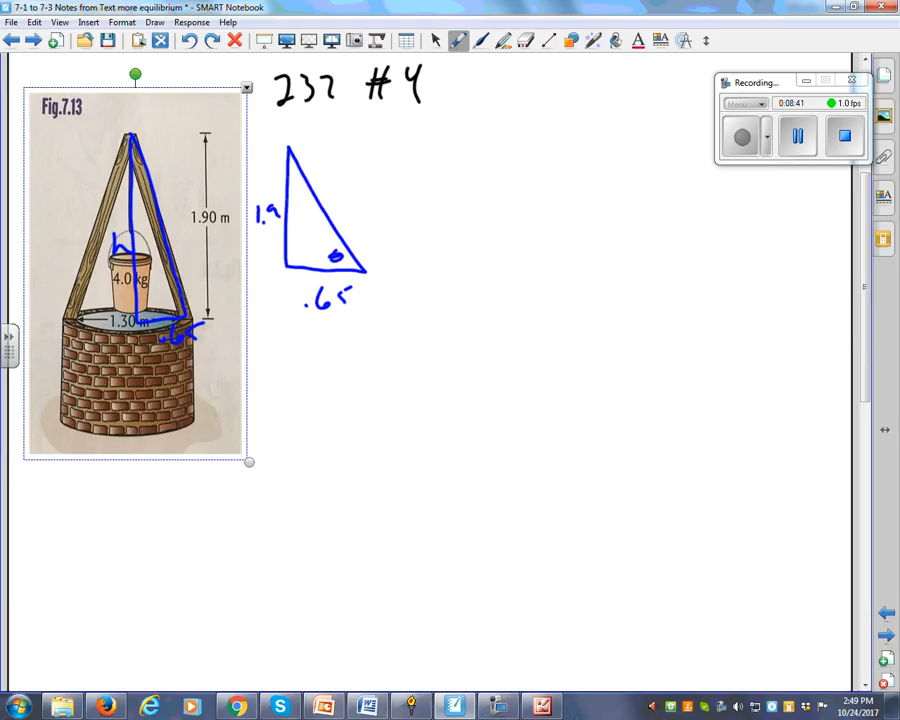 7-1 to 7-3 Notes from Text more equilibrium * - SMART Notebook
File Edit View Insert Format Draw Response Help
237 #4
Recording...
Menu
0:08:41
1.0 fps
Fig.7.13
1.90 m
1.9
4.0 kg
θ
.65
1.30 m
.65
2:49 PM
10/24/2017